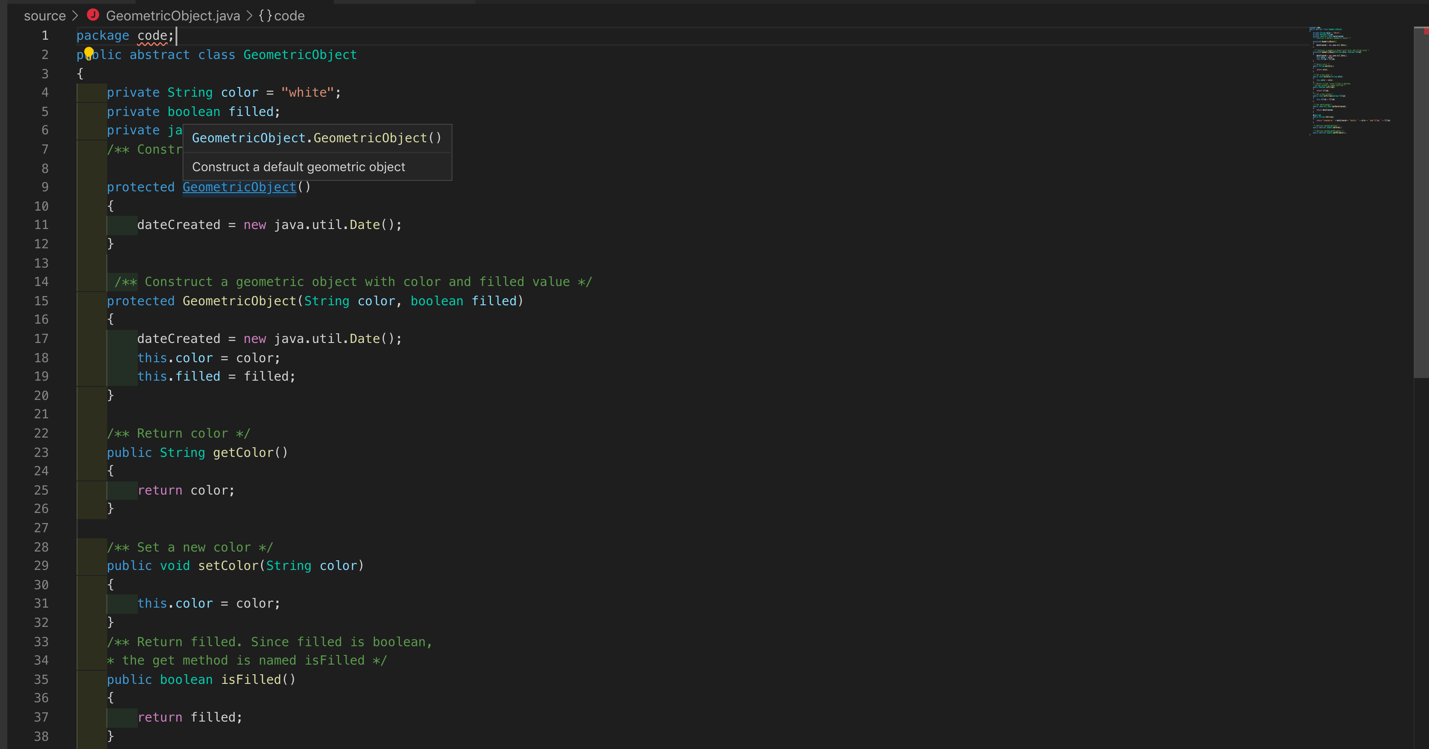 source > GeometricObject.java > {} code
1 package code;
2 public abstract class GeometricObject
3 {
4 private String color = "white";
5 private boolean filled;
6 private ja
GeometricObject.GeometricObject()
7 /** Constr
Construct a default geometric object
8
9 protected GeometricObject()
10 {
11 dateCreated = new java.util.Date();
12 }
13
14 /** Construct a geometric object with color and filled value */
15 protected GeometricObject(String color, boolean filled)
16 {
17 dateCreated = new java.util.Date();
18 this.color = color;
19 this.filled = filled;
20 }
21
22 /** Return color */
23 public String getColor()
24 {
25 return color;
26 }
27
28 /** Set a new color */
29 public void setColor(String color)
30 {
31 this.color = color;
32 }
33 /** Return filled. Since filled is boolean,
34 * the get method is named isFilled */
35 public boolean isFilled()
36 {
37 return filled;
38 }